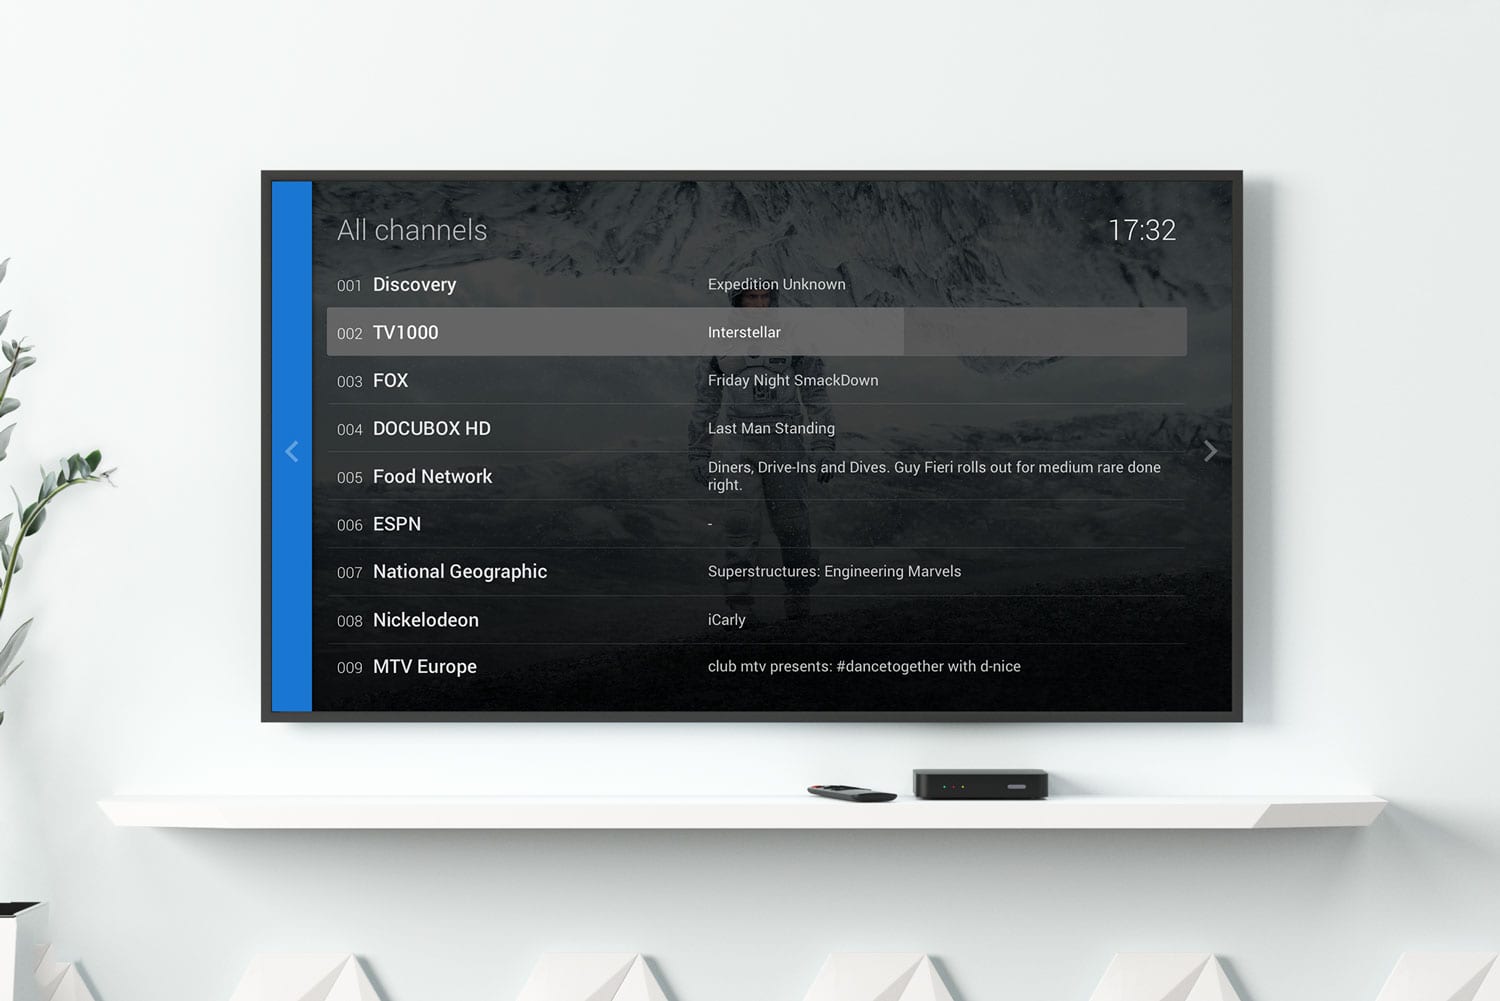 All channels 17:32
001 Discovery Expedition Unknown
002 TV1000 Interstellar
003 FOX Friday Night SmackDown
004 DOCUBOX HD Last Man Standing
005 Food Network Diners, Drive-Ins and Dives. Guy Fieri rolls out for medium rare done
right.
006 ESPN -
007 National Geographic Superstructures: Engineering Marvels
008 Nickelodeon iCarly
009 MTV Europe club mtv presents: #dancetogether with d-nice